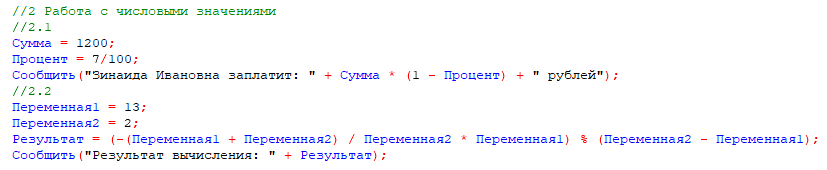 //2 Работа с числовыми значениями
//2.1
Сумма = 1200;
Процент = 7/100;
Сообщить("Зинаида Ивановна заплатит: " + Сумма * (1 - Процент) + " рублей");
//2.2
Переменная1 = 13;
Переменная2 = 2;
Результат = (-(Переменная1 + Переменная2) / Переменная2 * Переменная1) % (Переменная2 - Переменная1);
Сообщить("Результат вычисления: " + Результат);